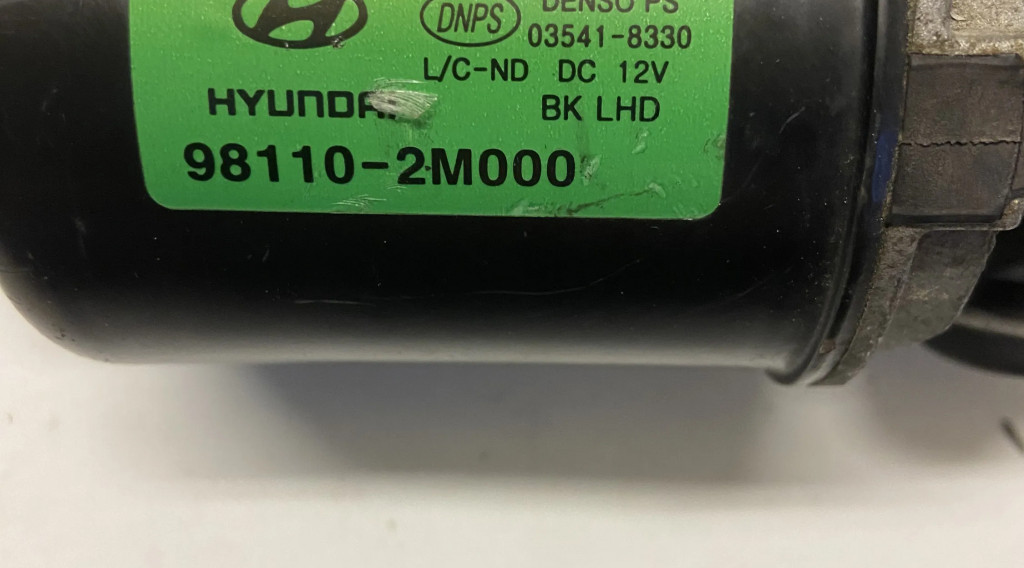 DNPS
DENSO PS
03541-8330
L/C-ND DC 12V
HYUNDAI
BK LHD
98110-2M000